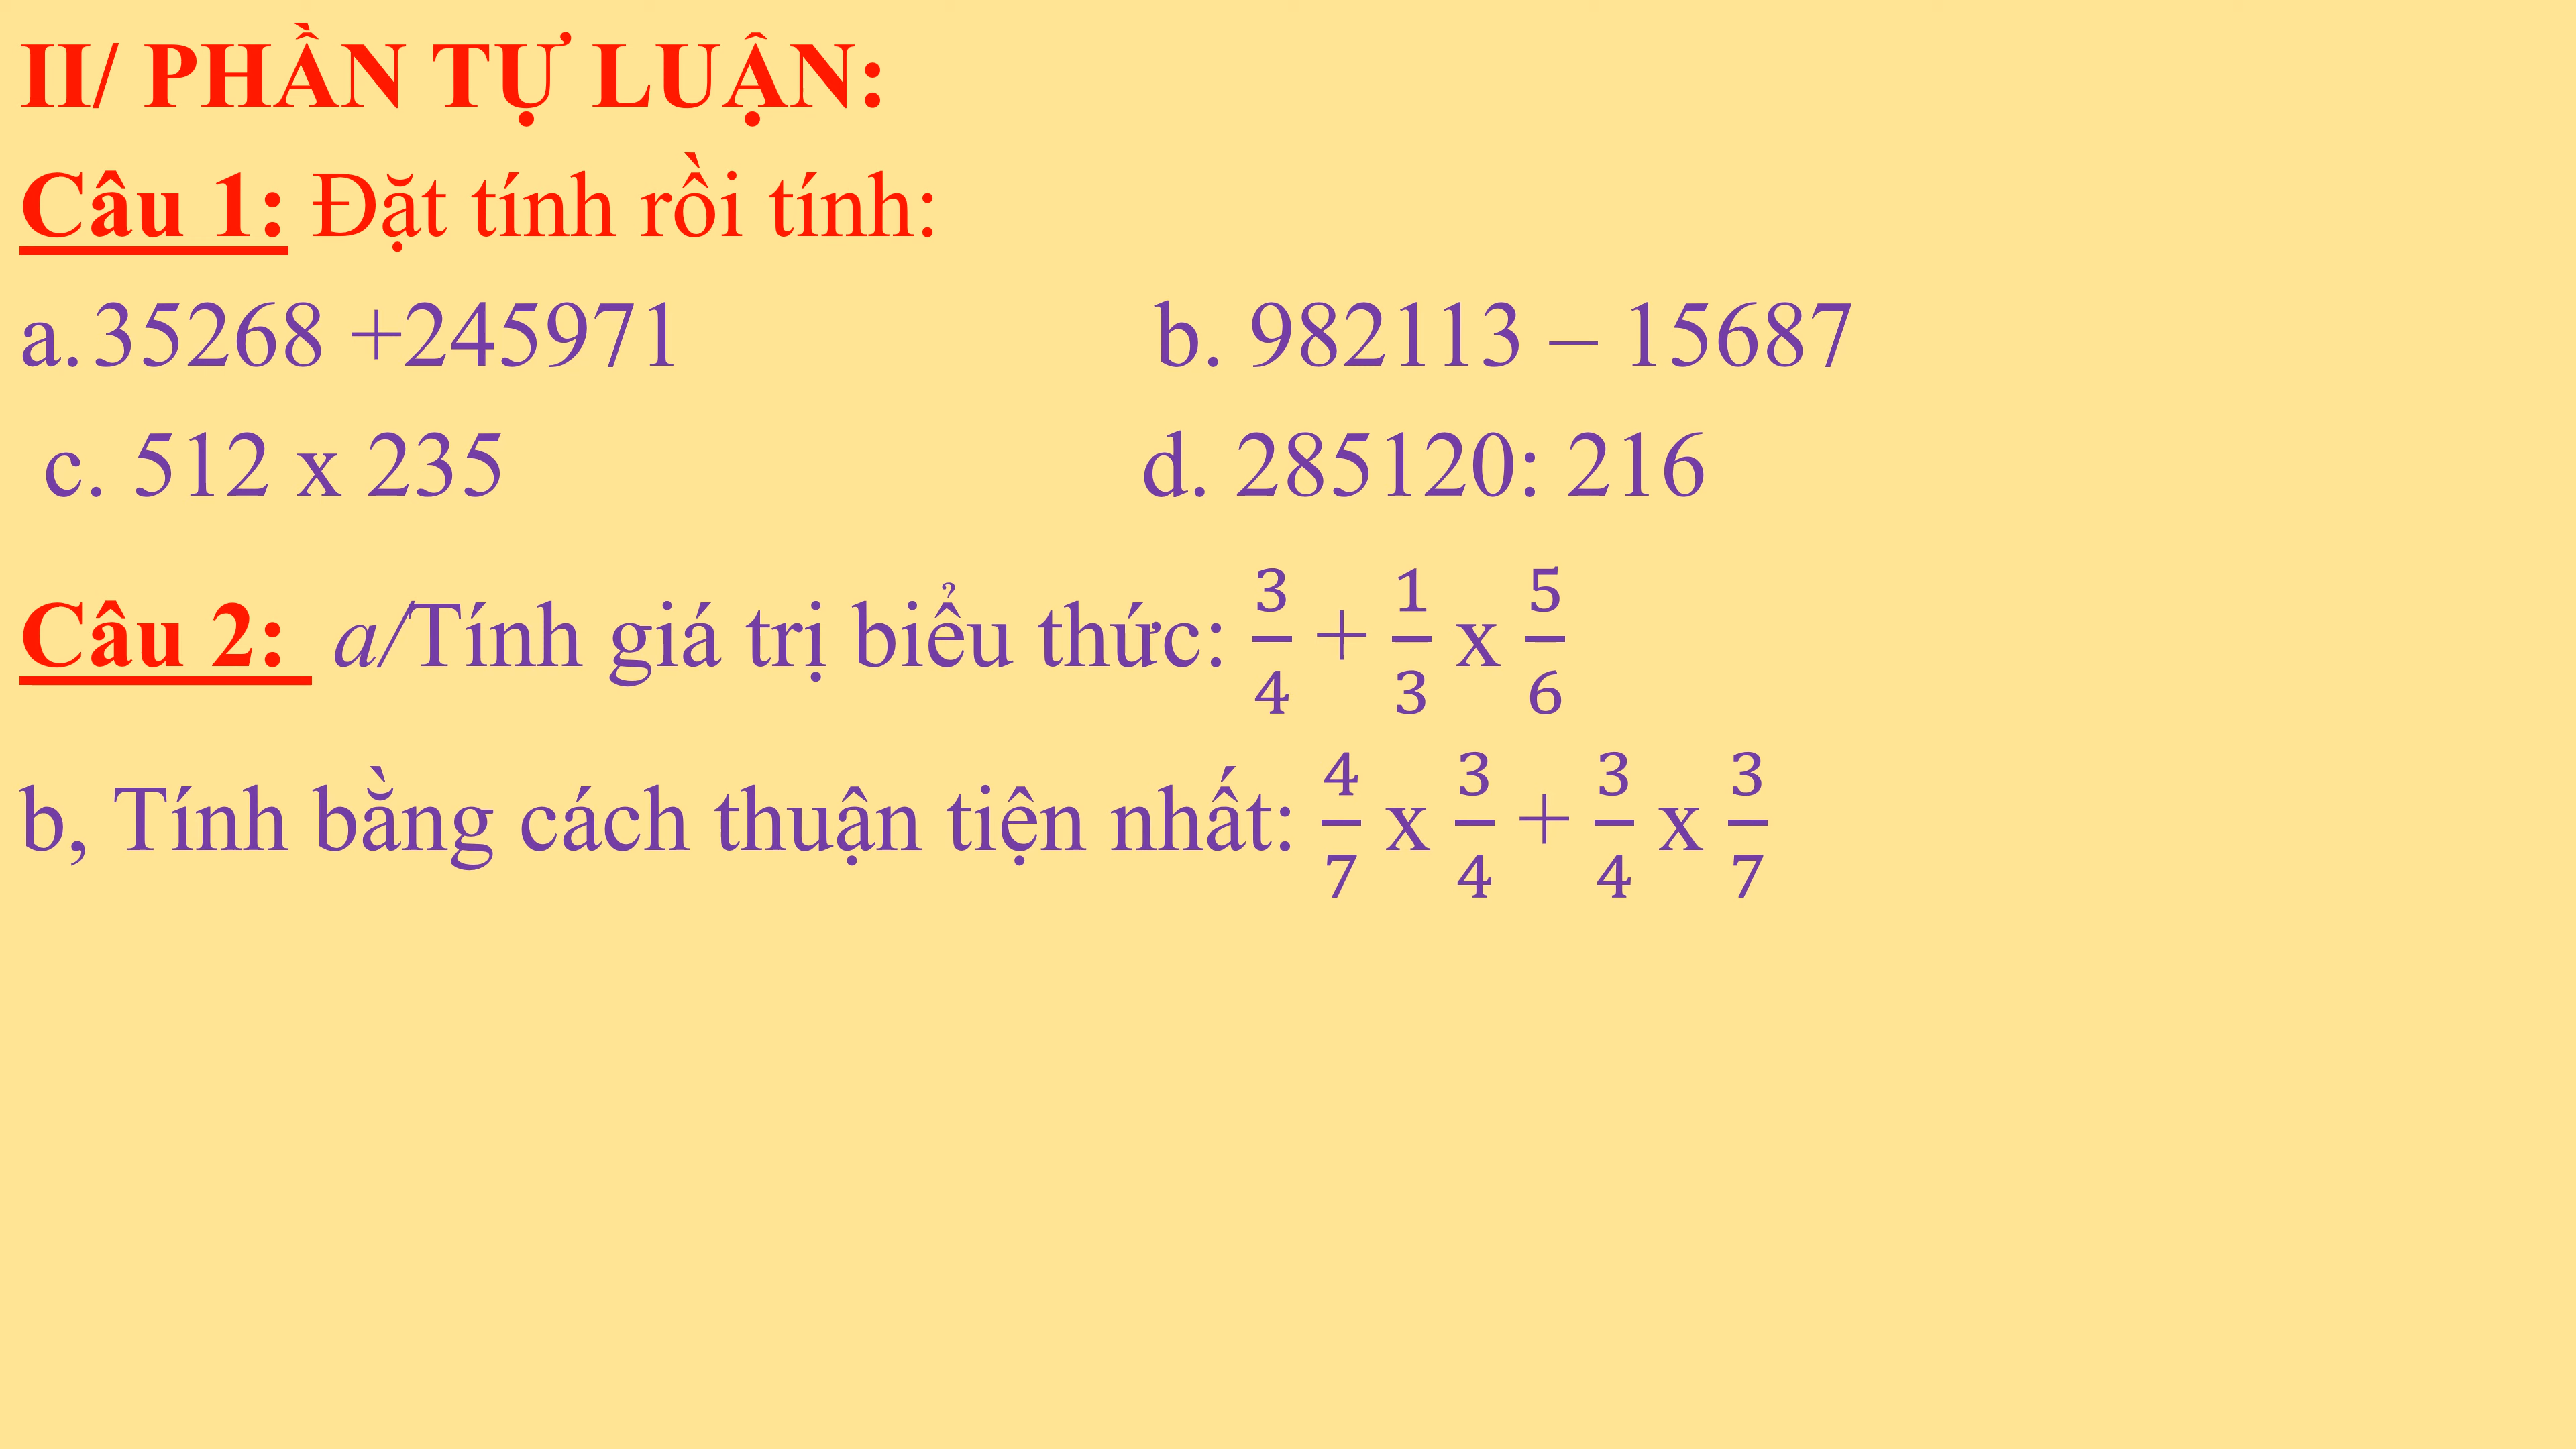 II/ PHẦN TỰ LUẬN:
Câu 1: Đặt tính rồi tính:
a. 35268 +245971 b. 982113 – 15687
c. 512 x 235 d. 285120: 216
Câu 2: a/Tính giá trị biểu thức: 3/4 + 1/3 x 5/6
b, Tính bằng cách thuận tiện nhất: 4/7 x 3/4 + 3/4 x 3/7